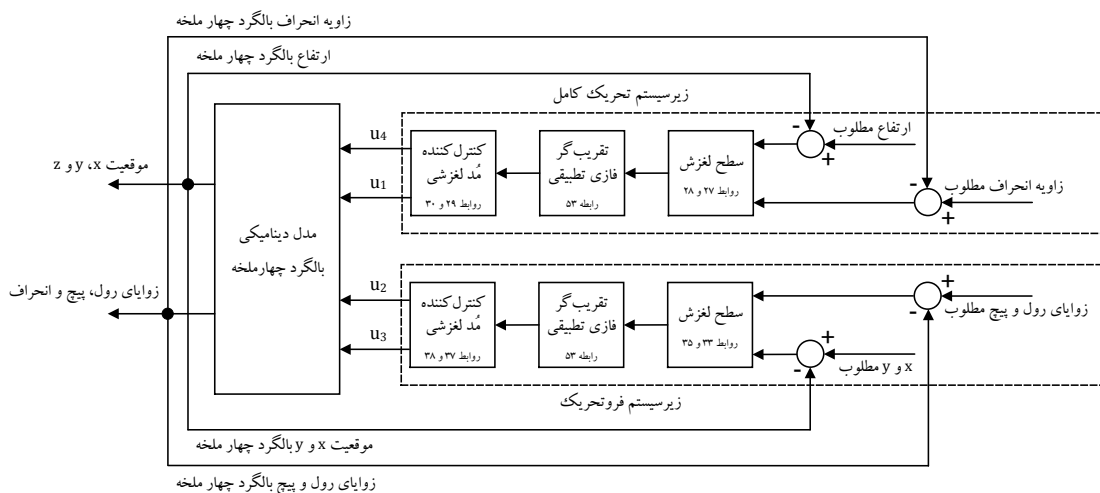 زاویه انحراف بالگرد چهار ملخه
ارتفاع بالگرد چهار ملخه
زیرسیستم تحریک کامل
ارتفاع مطلوب
زاویه انحراف مطلوب
-
+
-
+
سطح لغزش
روابط ۲۷ و ۲۸
تقریب‌گر
فازی تطبیقی
رابطه ۵۳
کنترل‌کننده
مُد لغزشی
روابط ۲۹ و ۳۰
u4
u1
مدل دینامیکی
بالگرد چهارملخه
موقعیت x، y و z
زوایای رول، پیچ و انحراف
u2
u3
+
-
زوایای رول و پیچ مطلوب
+
-
x و y مطلوب
سطح لغزش
روابط ۳۳ و ۳۵
تقریب‌گر
فازی تطبیقی
رابطه ۵۳
کنترل‌کننده
مُد لغزشی
روابط ۳۷ و ۳۸
زیرسیستم فروتحریک
موقعیت x و y بالگرد چهار ملخه
زوایای رول و پیچ بالگرد چهار ملخه